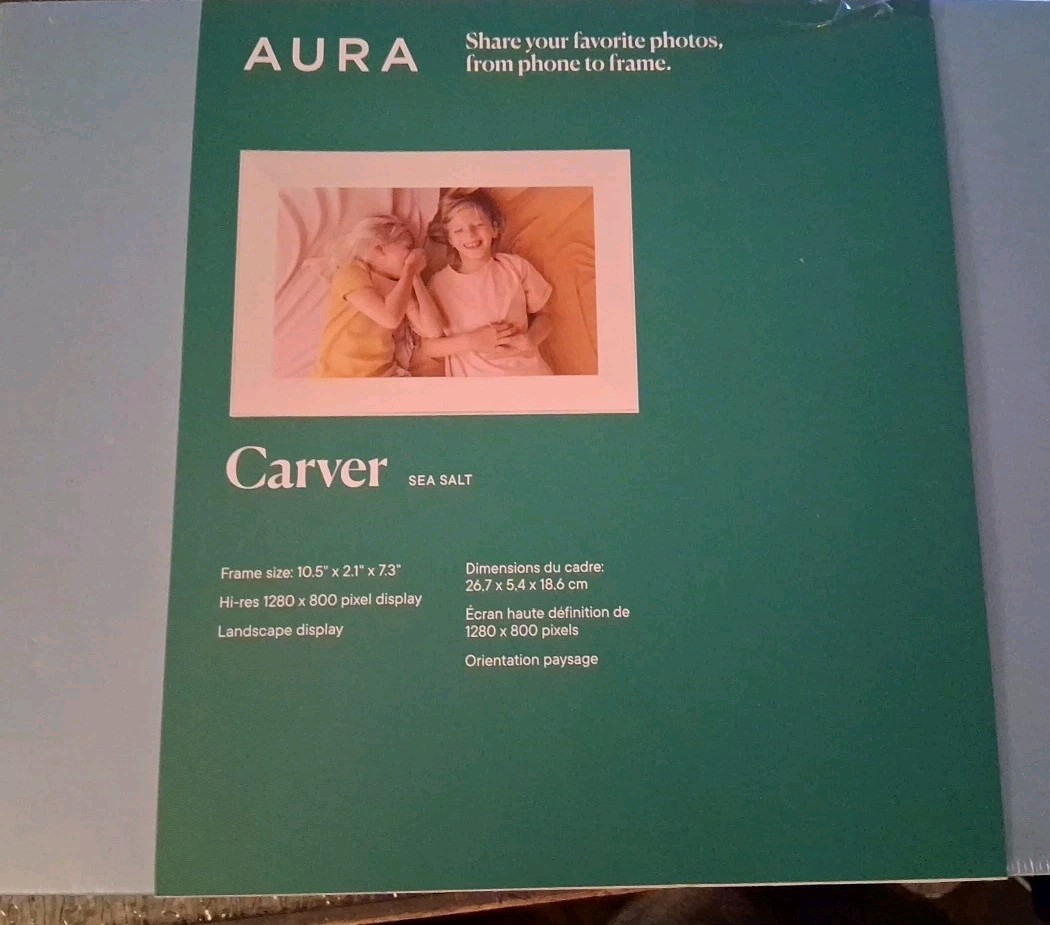 AURA
Share your favorite photos,
from phone to frame.
Carver SEA SALT
Frame size: 10.5" x 2.1" x 7.3"
Hi-res 1280 x 800 pixel display
Landscape display
Dimensions du cadre:
26,7 x 5,4 x 18.6 cm
Écran haute définition de
1280 x 800 pixels
Orientation paysage